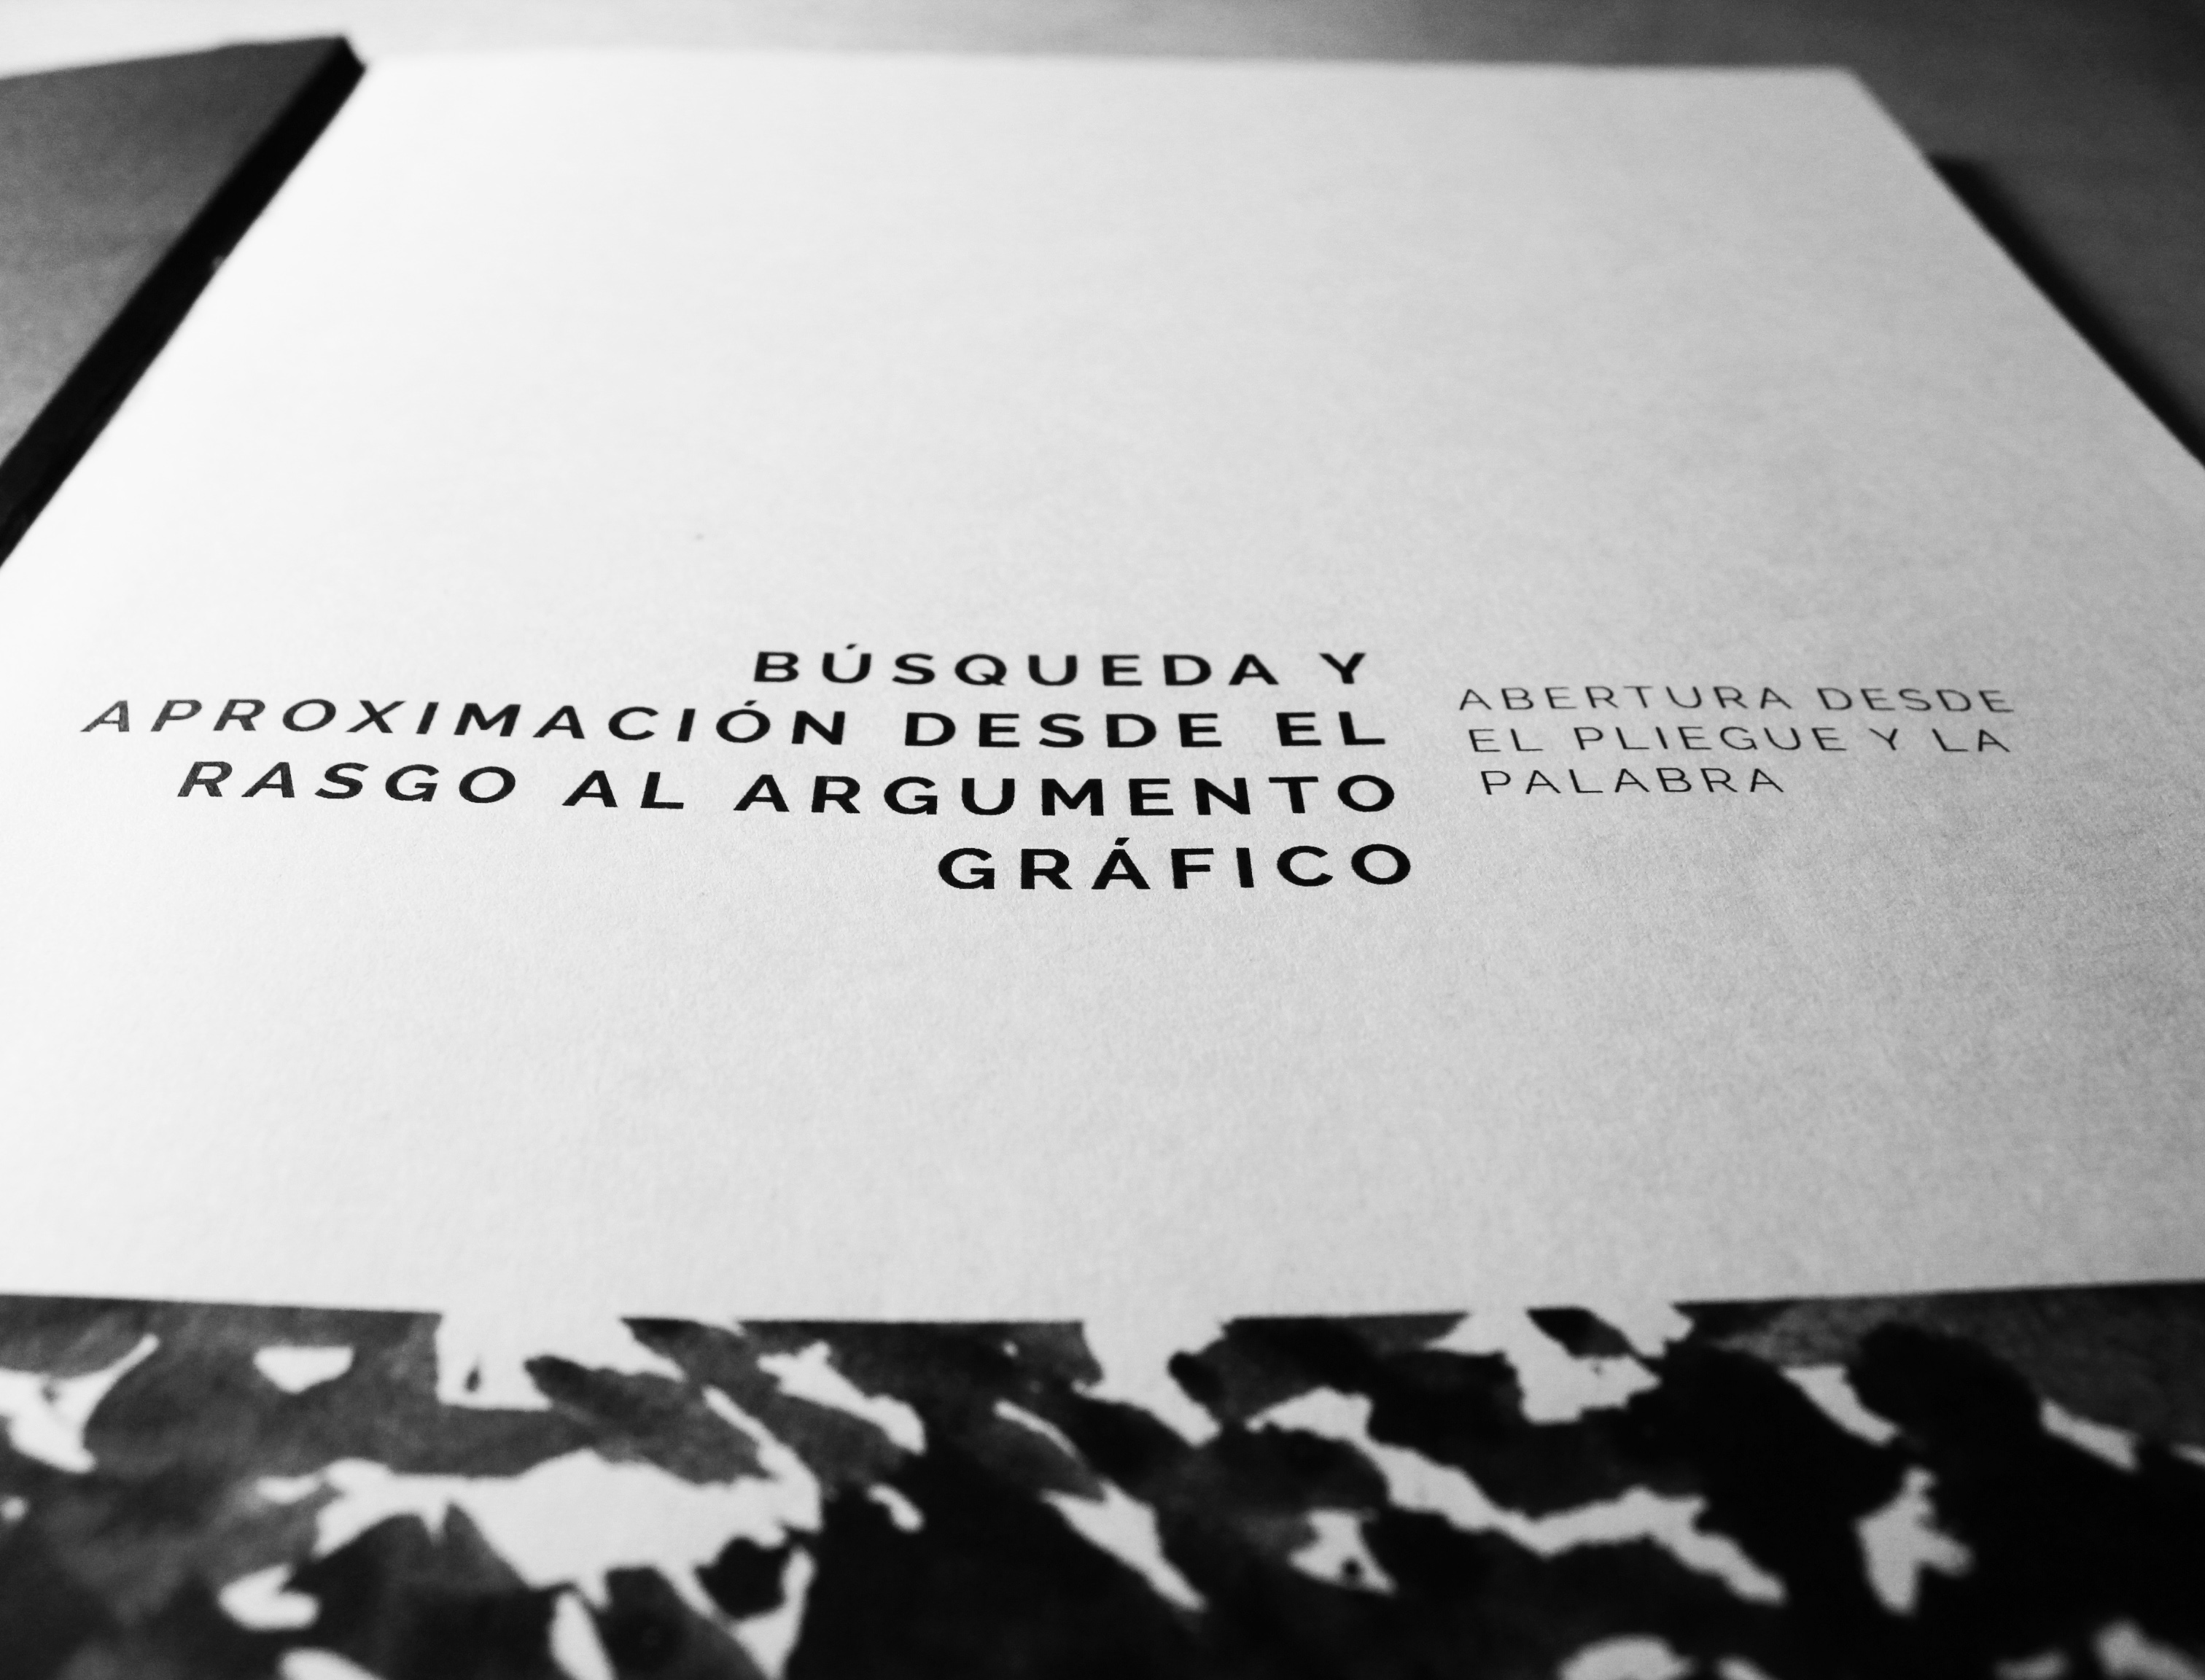 BÚSQUEDA Y
APROXIMACIÓN DESDE EL
RASGO AL ARGUMENTO
GRÁFICO
ABERTURA DESDE
EL PLIEGUE Y LA
PALABRA